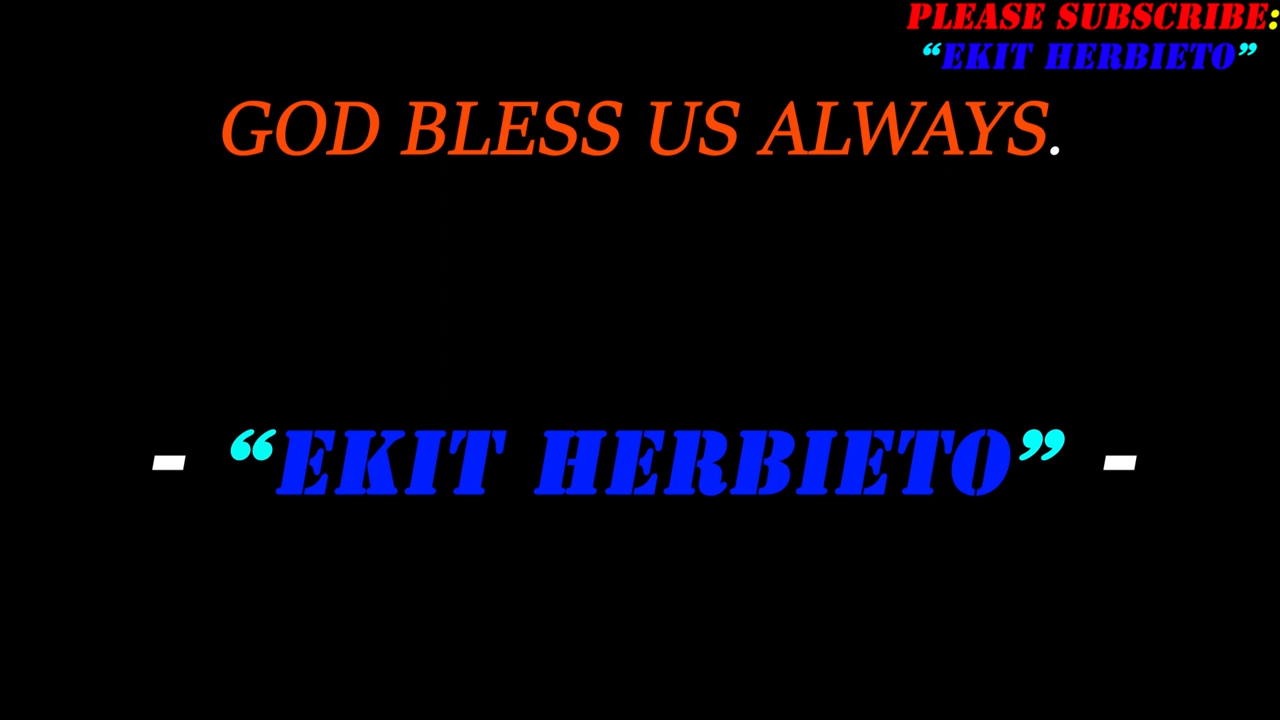 PLEASE SUBSCRIBE:
“EKIT HERBIETO”
GOD BLESS US ALWAYS.
- “EKIT HERBIETO” -